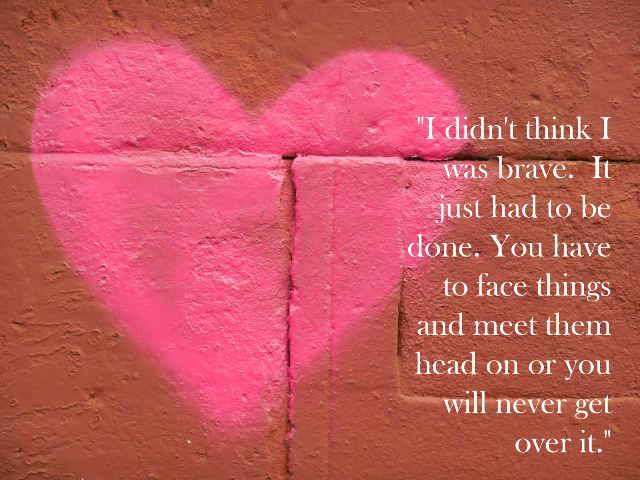 "I didn't think I
was brave.  It
just had to be
done. You have
to face things
and meet them
head on or you
will never get
over it."